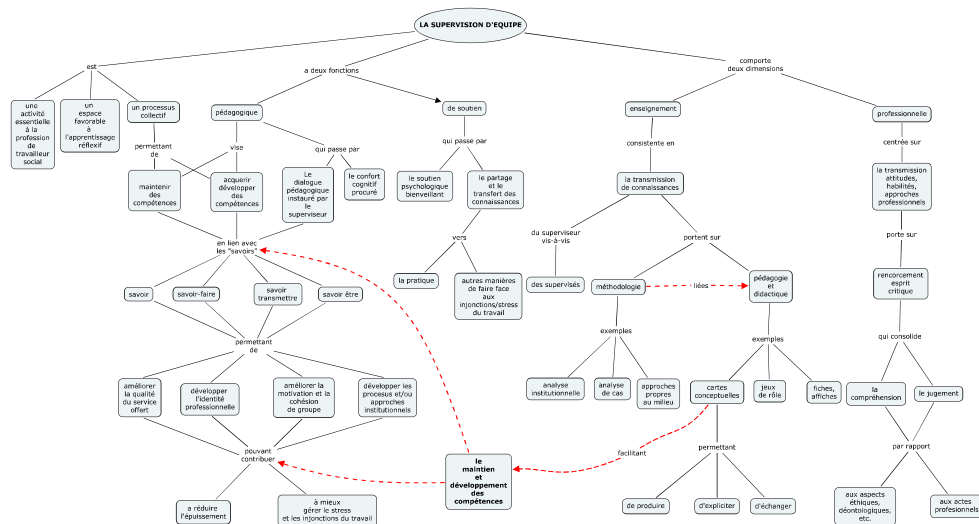 LA SUPERVISION D'EQUIPE
est
a deux fonctions
comporte
deux dimensions
une
activité
essentielle
à la
profession
de
travailleur
social
un
espace
favorable
à
l'apprentissage
réflexif
un processus
collectif
pédagogique
de soutien
enseignement
professionnelle
permettant
de
vise
qui passe par
qui passe par
consistente en
centrée sur
maintenir
des
compétences
acquerir
développer
des
compétences
Le
dialogue
pédagogique
instauré par
le
superviseur
le confort
cognitif
procuré
le soutien
psychologique
bienveillant
le partage
et le
transfert des
connaissances
la transmission
de connaissances
la transmission
attitudes,
habilités,
approches
professionnels
en lien avec
les "savoirs"
vers
du superviseur
vis-à-vis
portent sur
porte sur
savoir
savoir-faire
savoir
transmettre
savoir être
la pratique
autres manières
de faire face
aux
injonctions/stress
du travail
des supervisés
méthodologie
liées
pédagogie
et
didactique
rencorcement
esprit
critique
permettant
de
exemples
exemples
qui consolide
améliorer
la qualité
du service
offert
développer
l'identité
professionnelle
améliorer la
motivation et la
cohésion
de groupe
développer les
procesus et/ou
approches
institutionnels
analyse
institutionnelle
analyse
de cas
approches
propres
au milieu
cartes
conceptuelles
jeux
de rôle
fiches,
affiches
la
compréhension
le jugement
pouvant
contribuer
le
maintien
et
développement
des
compétences
facilitant
permettant
par rapport
a réduire
l'épuisement
à mieux
gérer le stress
et les injonctions du travail
de produire
d'expliciter
d'échanger
aux aspects
éthiques,
déontologiques,
etc.
aux actes
profesionnels